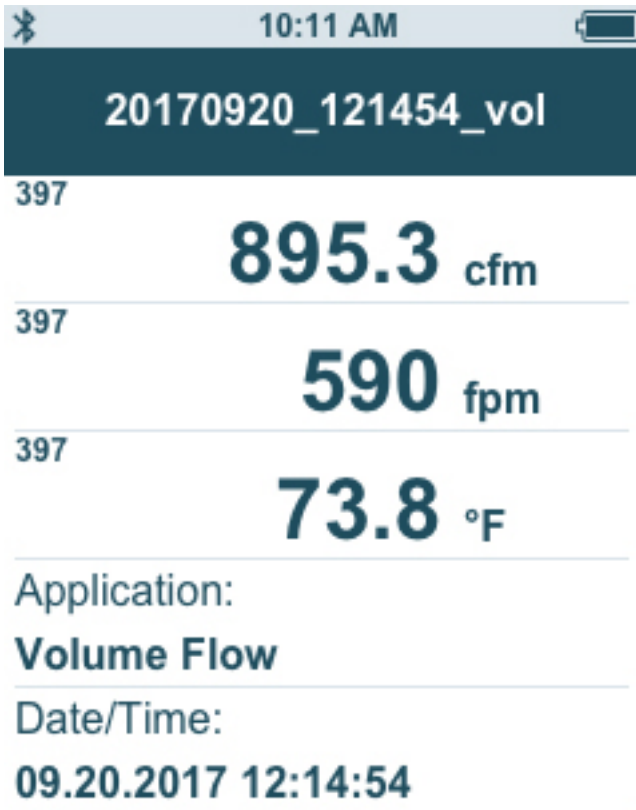 10:11 AM
20170920_121454_vol
397
895.3 cfm
397
590 fpm
397
73.8 °F
Application:
Volume Flow
Date/Time:
09.20.2017 12:14:54